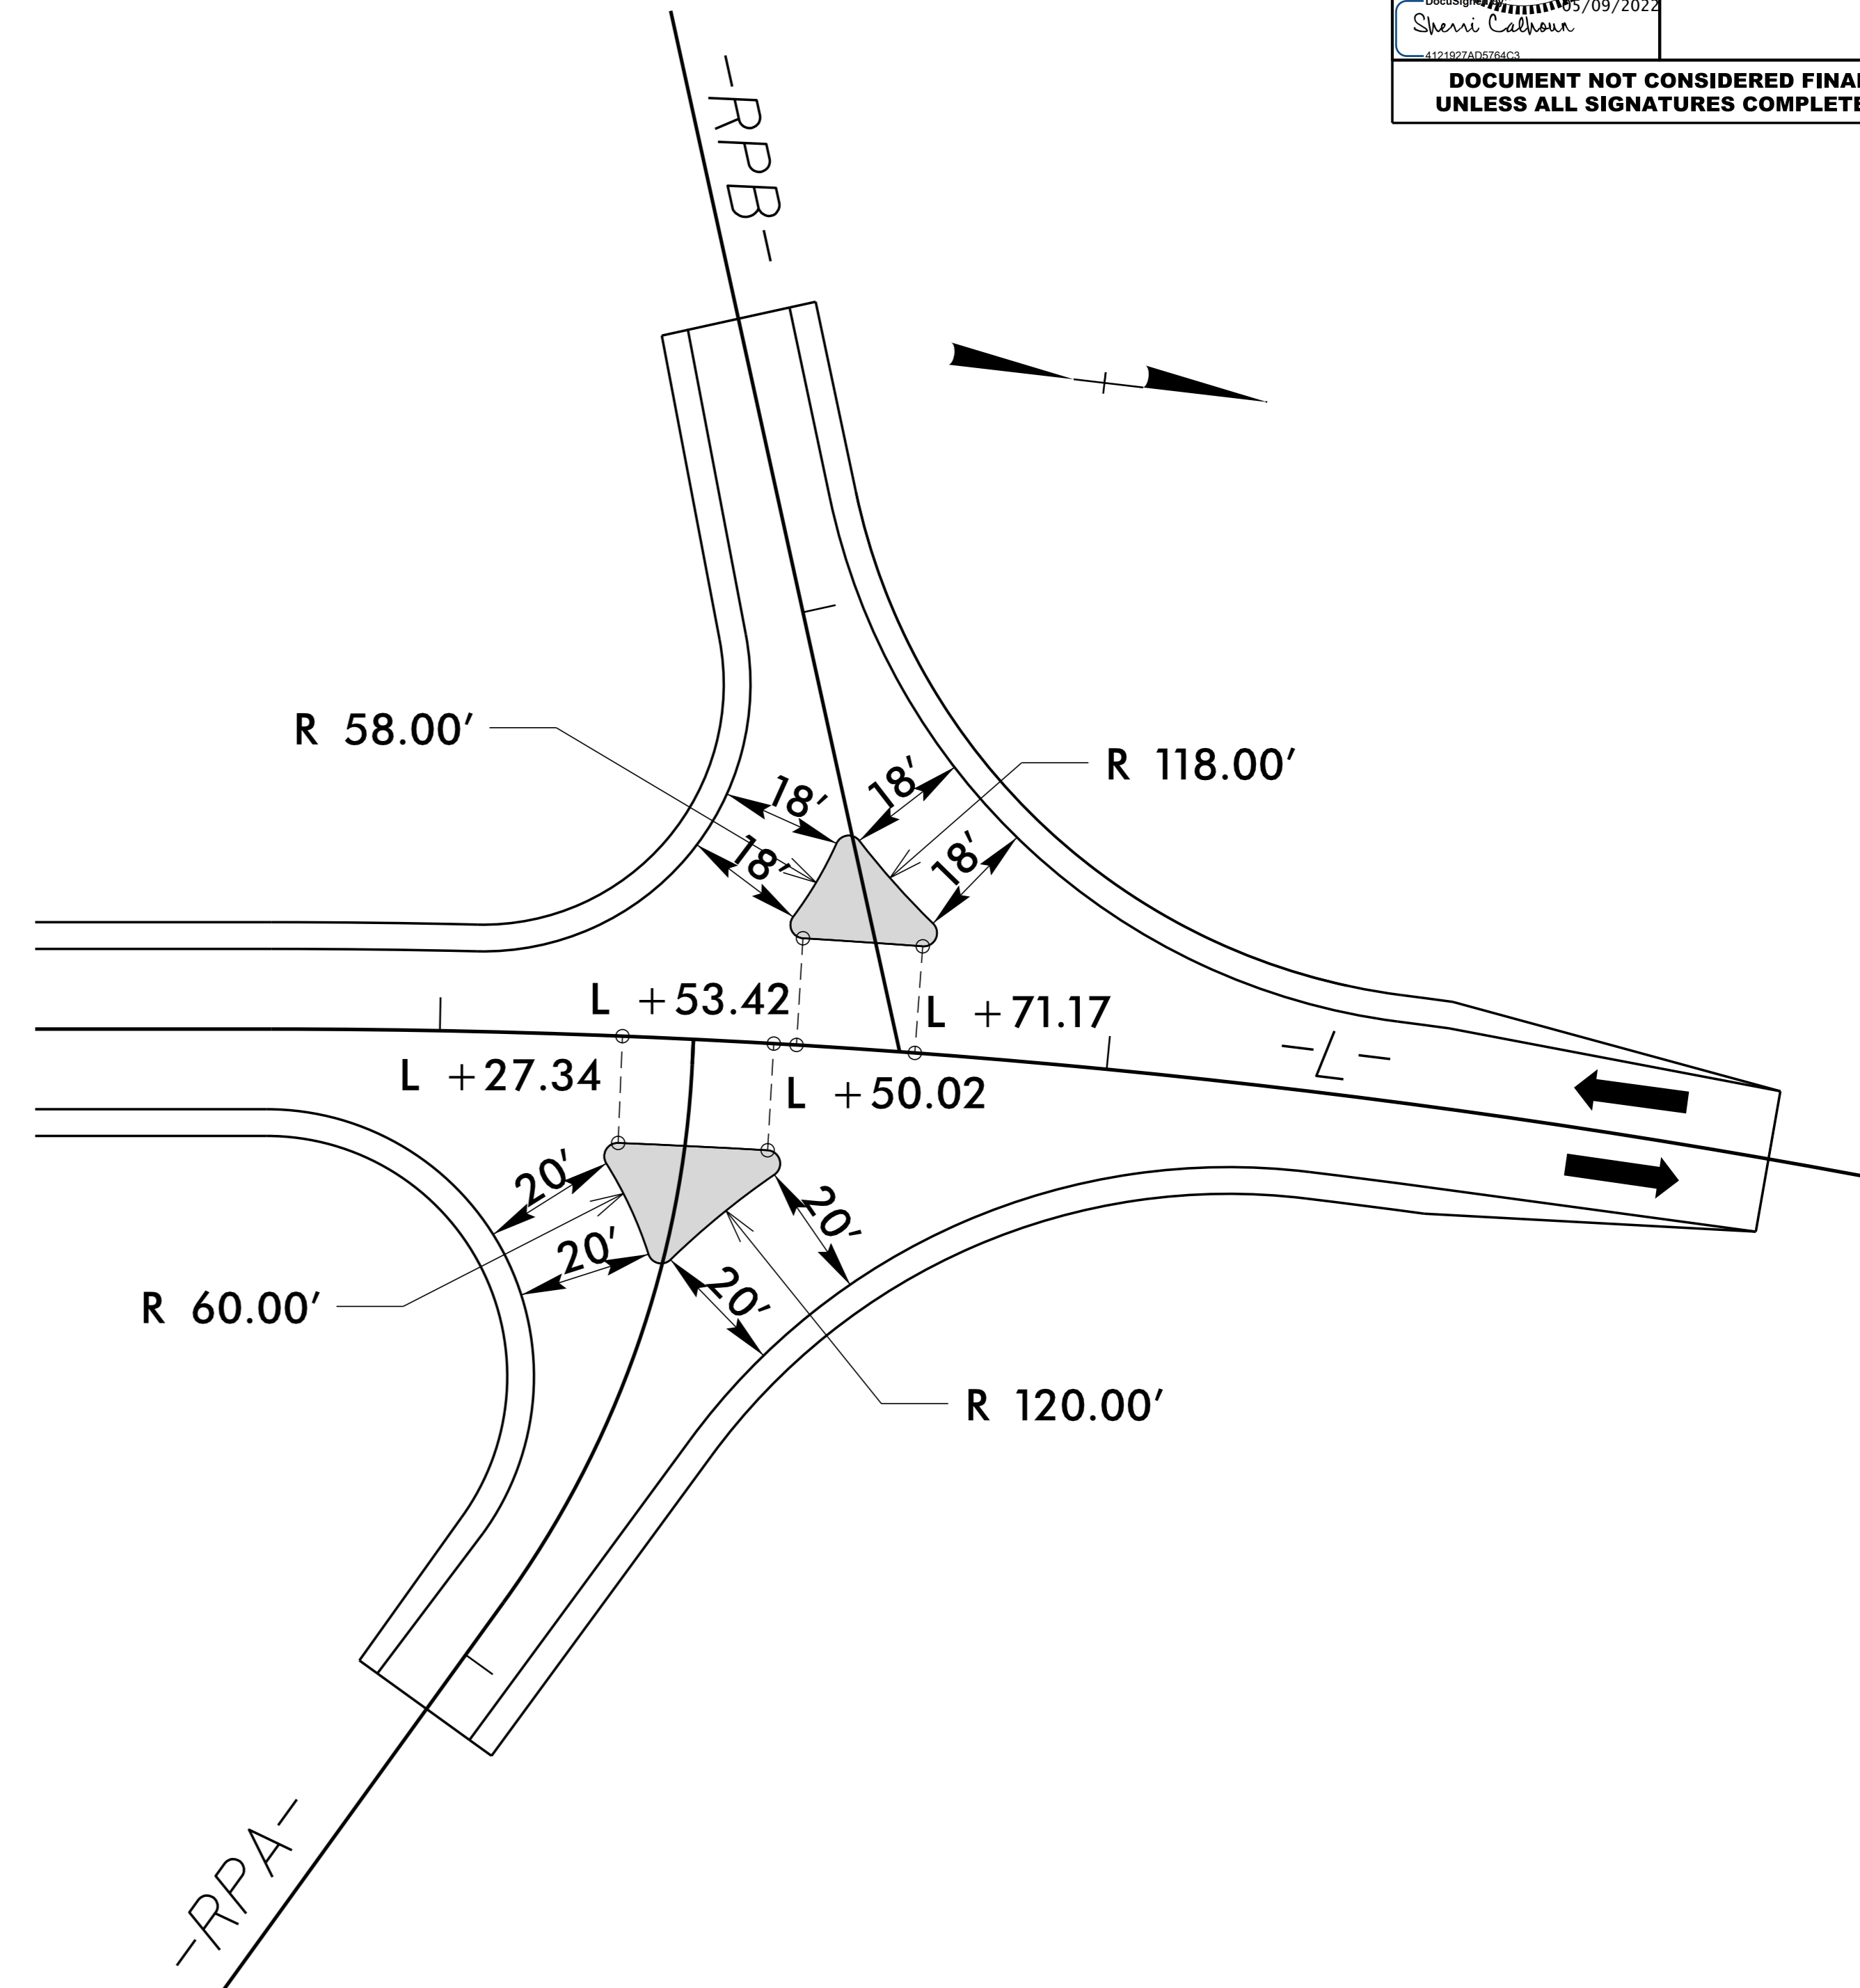 DocuSigned by:
05/09/2022
Sherri Calhoun
4121927AD5764C3
DOCUMENT NOT CONSIDERED FINAL
UNLESS ALL SIGNATURES COMPLETE
-RPB-
R 58.00'
R 118.00'
18'
18'
18'
18'
L +53.42
L +71.17
-L-
L +27.34
L +50.02
20'
20'
20'
20'
R 60.00'
R 120.00'
-RPA-